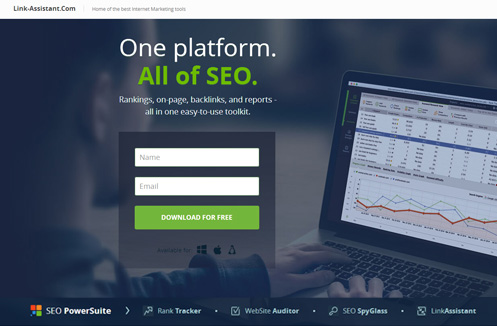 Link-Assistant.Com
Home of the best Internet Marketing tools
One platform.
All of SEO.
Rankings, on-page, backlinks, and reports -
all in one easy-to-use toolkit.
Name
Email
DOWNLOAD FOR FREE
Available for
SEO PowerSuite
Rank Tracker
WebSite Auditor
SEO SpyGlass
LinkAssistant